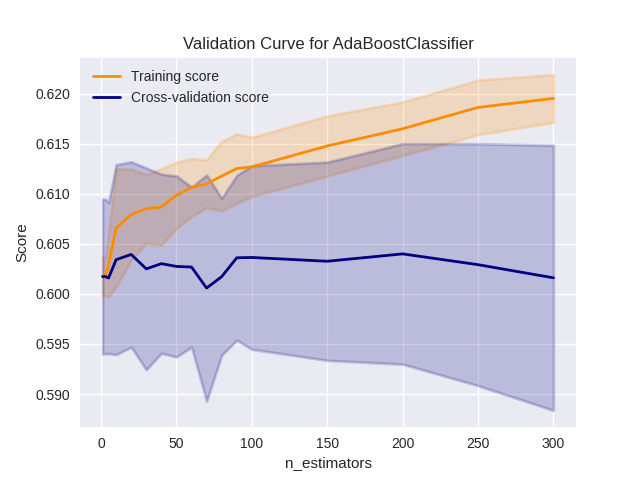 Validation Curve for AdaBoostClassifier
Training score
Cross-validation score
Score
0.620
0.615
0.610
0.605
0.600
0.595
0.590
0
50
100
150
200
250
300
n_estimators